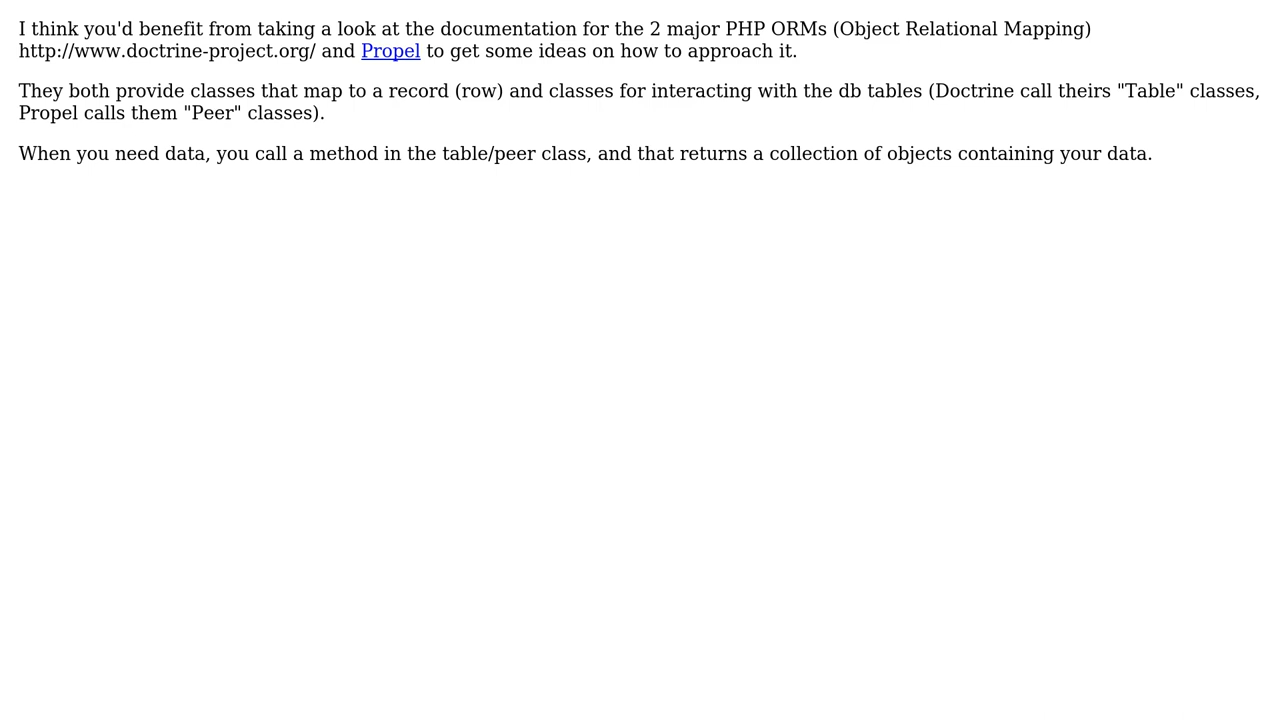 I think you'd benefit from taking a look at the documentation for the 2 major PHP ORMs (Object Relational Mapping)
http://www.doctrine-project.org/ and Propel to get some ideas on how to approach it.
They both provide classes that map to a record (row) and classes for interacting with the db tables (Doctrine call theirs "Table" classes,
Propel calls them "Peer" classes).
When you need data, you call a method in the table/peer class, and that returns a collection of objects containing your data.